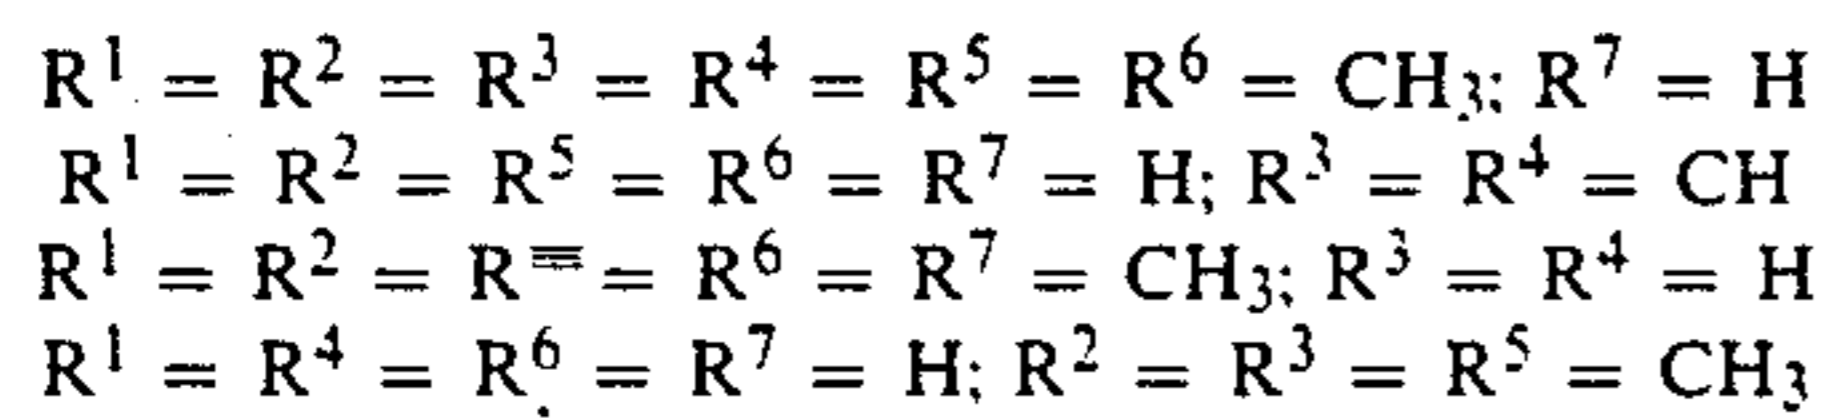 R¹ = R² = R³ = R⁴ = R⁵ = R⁶ = CH₃; R⁷ = H
R¹ = R² = R⁵ = R⁶ = R⁷ = H; R³ = R⁴ = CH
R¹ = R² = R⁼ = R⁶ = R⁷ = CH₃; R³ = R⁴ = H
R¹ = R⁴ = R⁶ = R⁷ = H; R² = R³ = R⁵ = CH₃